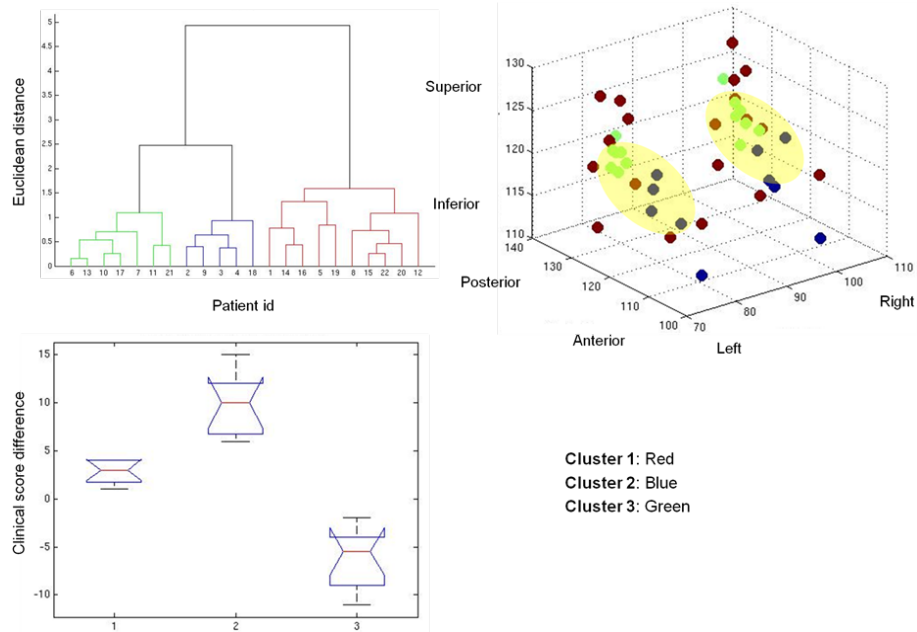 5
4.5
4
3.5
3
2.5
2
1.5
1
0.5
0
Euclidean distance
6 13 10 17 7 11 21 2 9 3 4 18 1 14 16 5 19 8 15 22 20 12
Patient id
Superior
Inferior
130
125
120
115
110
140
130
120
110
100
70
80
90
100
110
Posterior
Anterior
Left
Right
15
10
5
0
-5
-10
Clinical score difference
1 2 3
Cluster 1: Red
Cluster 2: Blue
Cluster 3: Green